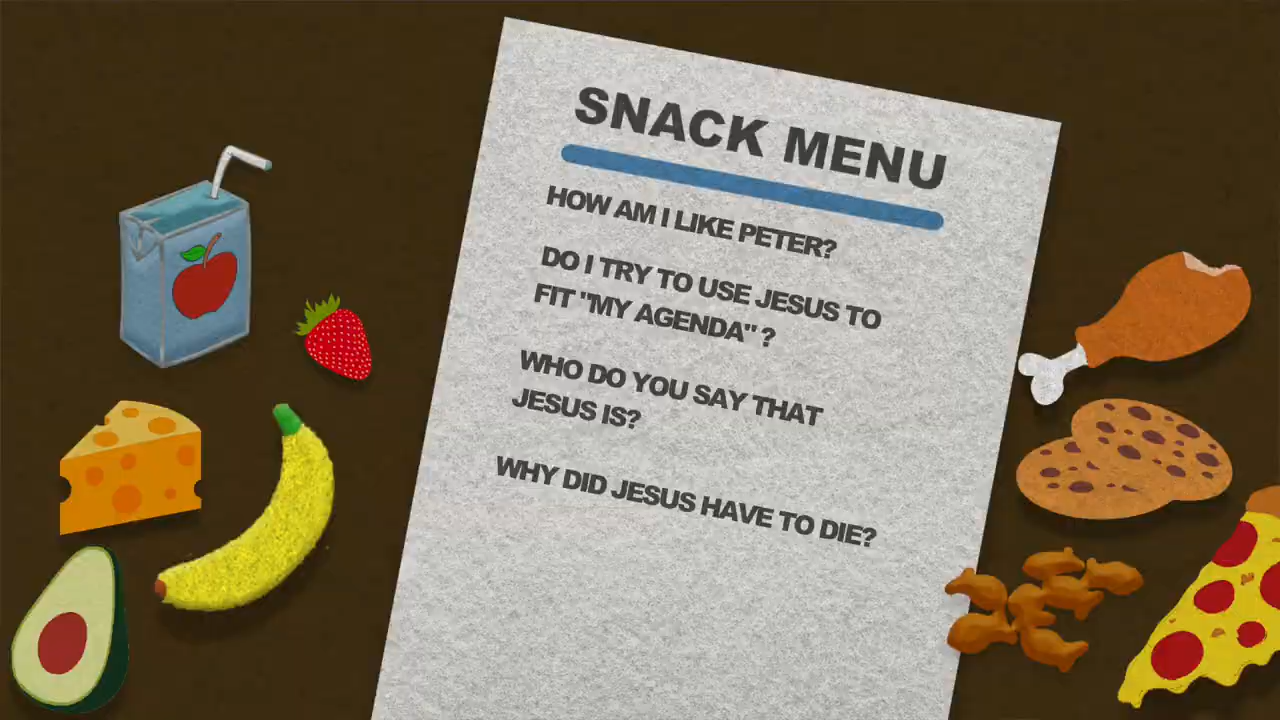 SNACK MENU
HOW AM I LIKE PETER?
DO I TRY TO USE JESUS TO
FIT "MY AGENDA" ?
WHO DO YOU SAY THAT
JESUS IS?
WHY DID JESUS HAVE TO DIE?